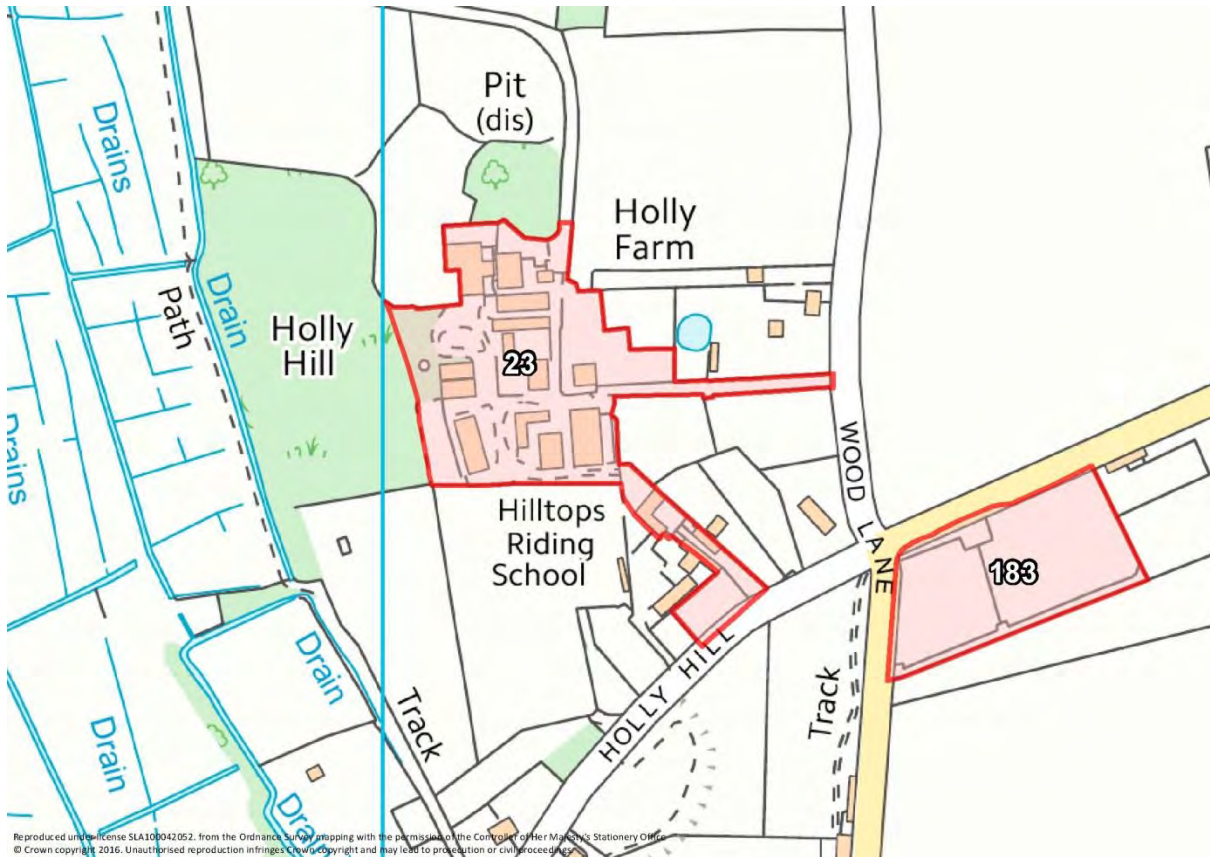 Drains
Pit
(dis)
Holly
Farm
Path
Drain
Holly
Hill
23
Drains
WOOD LANE
Hilltops
Riding
School
183
Drain
Track
HOLLY HILL
Track
Drain
Drains
Reproduced under license SLA100042052. from the Ordnance Survey mapping with the permission of the Controller of Her Majesty's Stationery Office
© Crown copyright 2016. Unauthorised reproduction infringes Crown copyright and may lead to prosecution or civil proceedings.